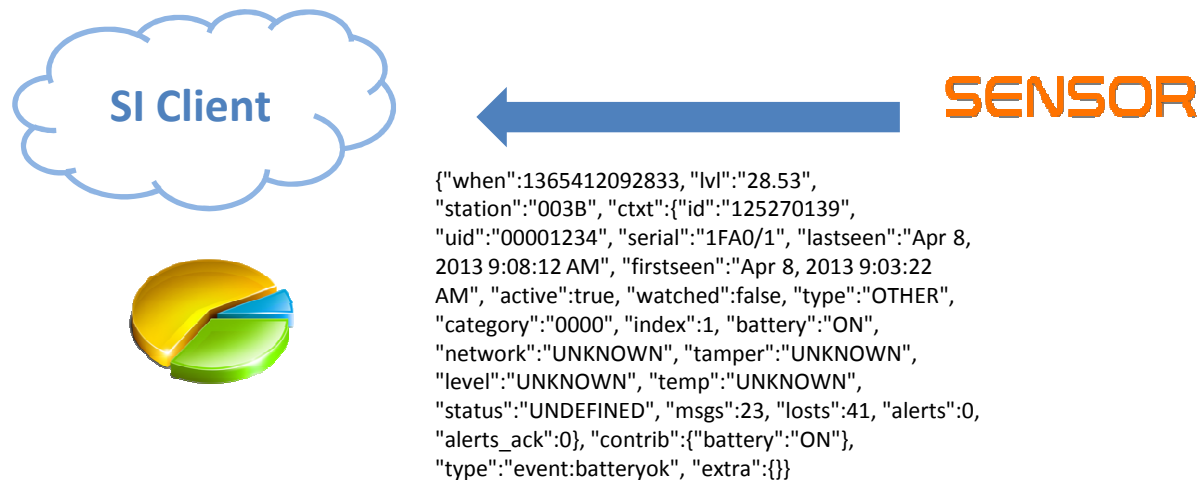 SI Client
SENSOR
{"when":1365412092833, "lvl":"28.53",
"station":"003B", "ctxt":{"id":"125270139",
"uid":"00001234", "serial":"1FA0/1", "lastseen":"Apr 8,
2013 9:08:12 AM", "firstseen":"Apr 8, 2013 9:03:22
AM", "active":true, "watched":false, "type":"OTHER",
"category":"0000", "index":1, "battery":"ON",
"network":"UNKNOWN", "tamper":"UNKNOWN",
"level":"UNKNOWN", "temp":"UNKNOWN",
"status":"UNDEFINED", "msgs":23, "losts":41, "alerts":0,
"alerts_ack":0}, "contrib":{"battery":"ON"},
"type":"event:batteryok", "extra":{}}